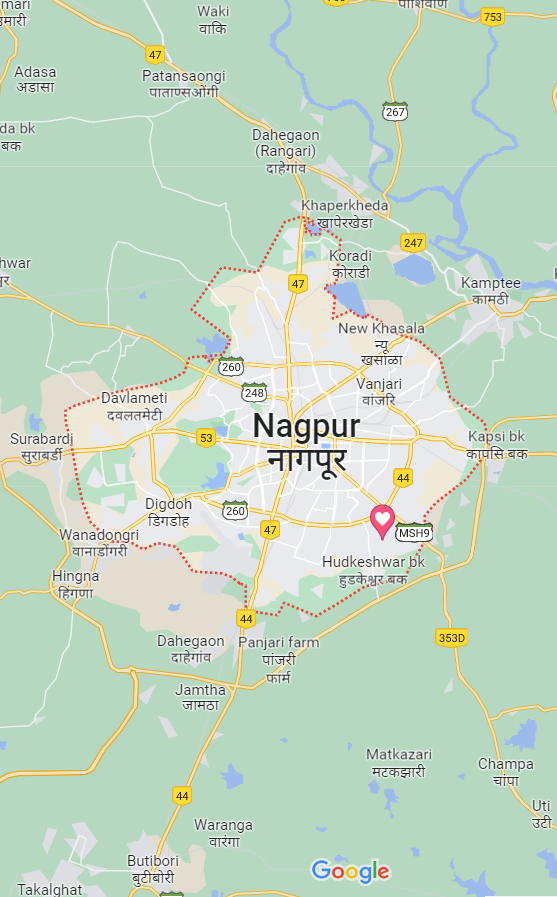 मारी
Waki
वाकि
पाशिवाणि
753
47
Adasa
अडासा
Patansaongi
पाताण्सओंगी
267
da bk
बक
Dahegaon
(Rangari)
दाहेगांव
Khaperkheda
खापेरखेडा
247
Koradi
कोराडी
47
Kamptee
कामठी
New Khasala
न्यू
खसाळा
260
248
Vanjari
वांजरि
Davlameti
दवलतमेटी
Nagpur
नागपूर
53
Surabardi
सुराबर्डी
Kapsi bk
कापसि बक
44
Digdoh
डिगडोह
260
47
MSH9
Wanadongri
वानाडोंगरी
Hudkeshwar bk
हुडकेश्वर बक
Hingna
हिंगणा
44
353D
Dahegaon
दाहेगांव
Panjari farm
पांजरी
फार्म
Jamtha
जामठा
Matkazari
मटकझारी
Champa
चांपा
44
Uti
उटी
Waranga
वारंगा
Butibori
बुटीबोरी
Google
Takalghat